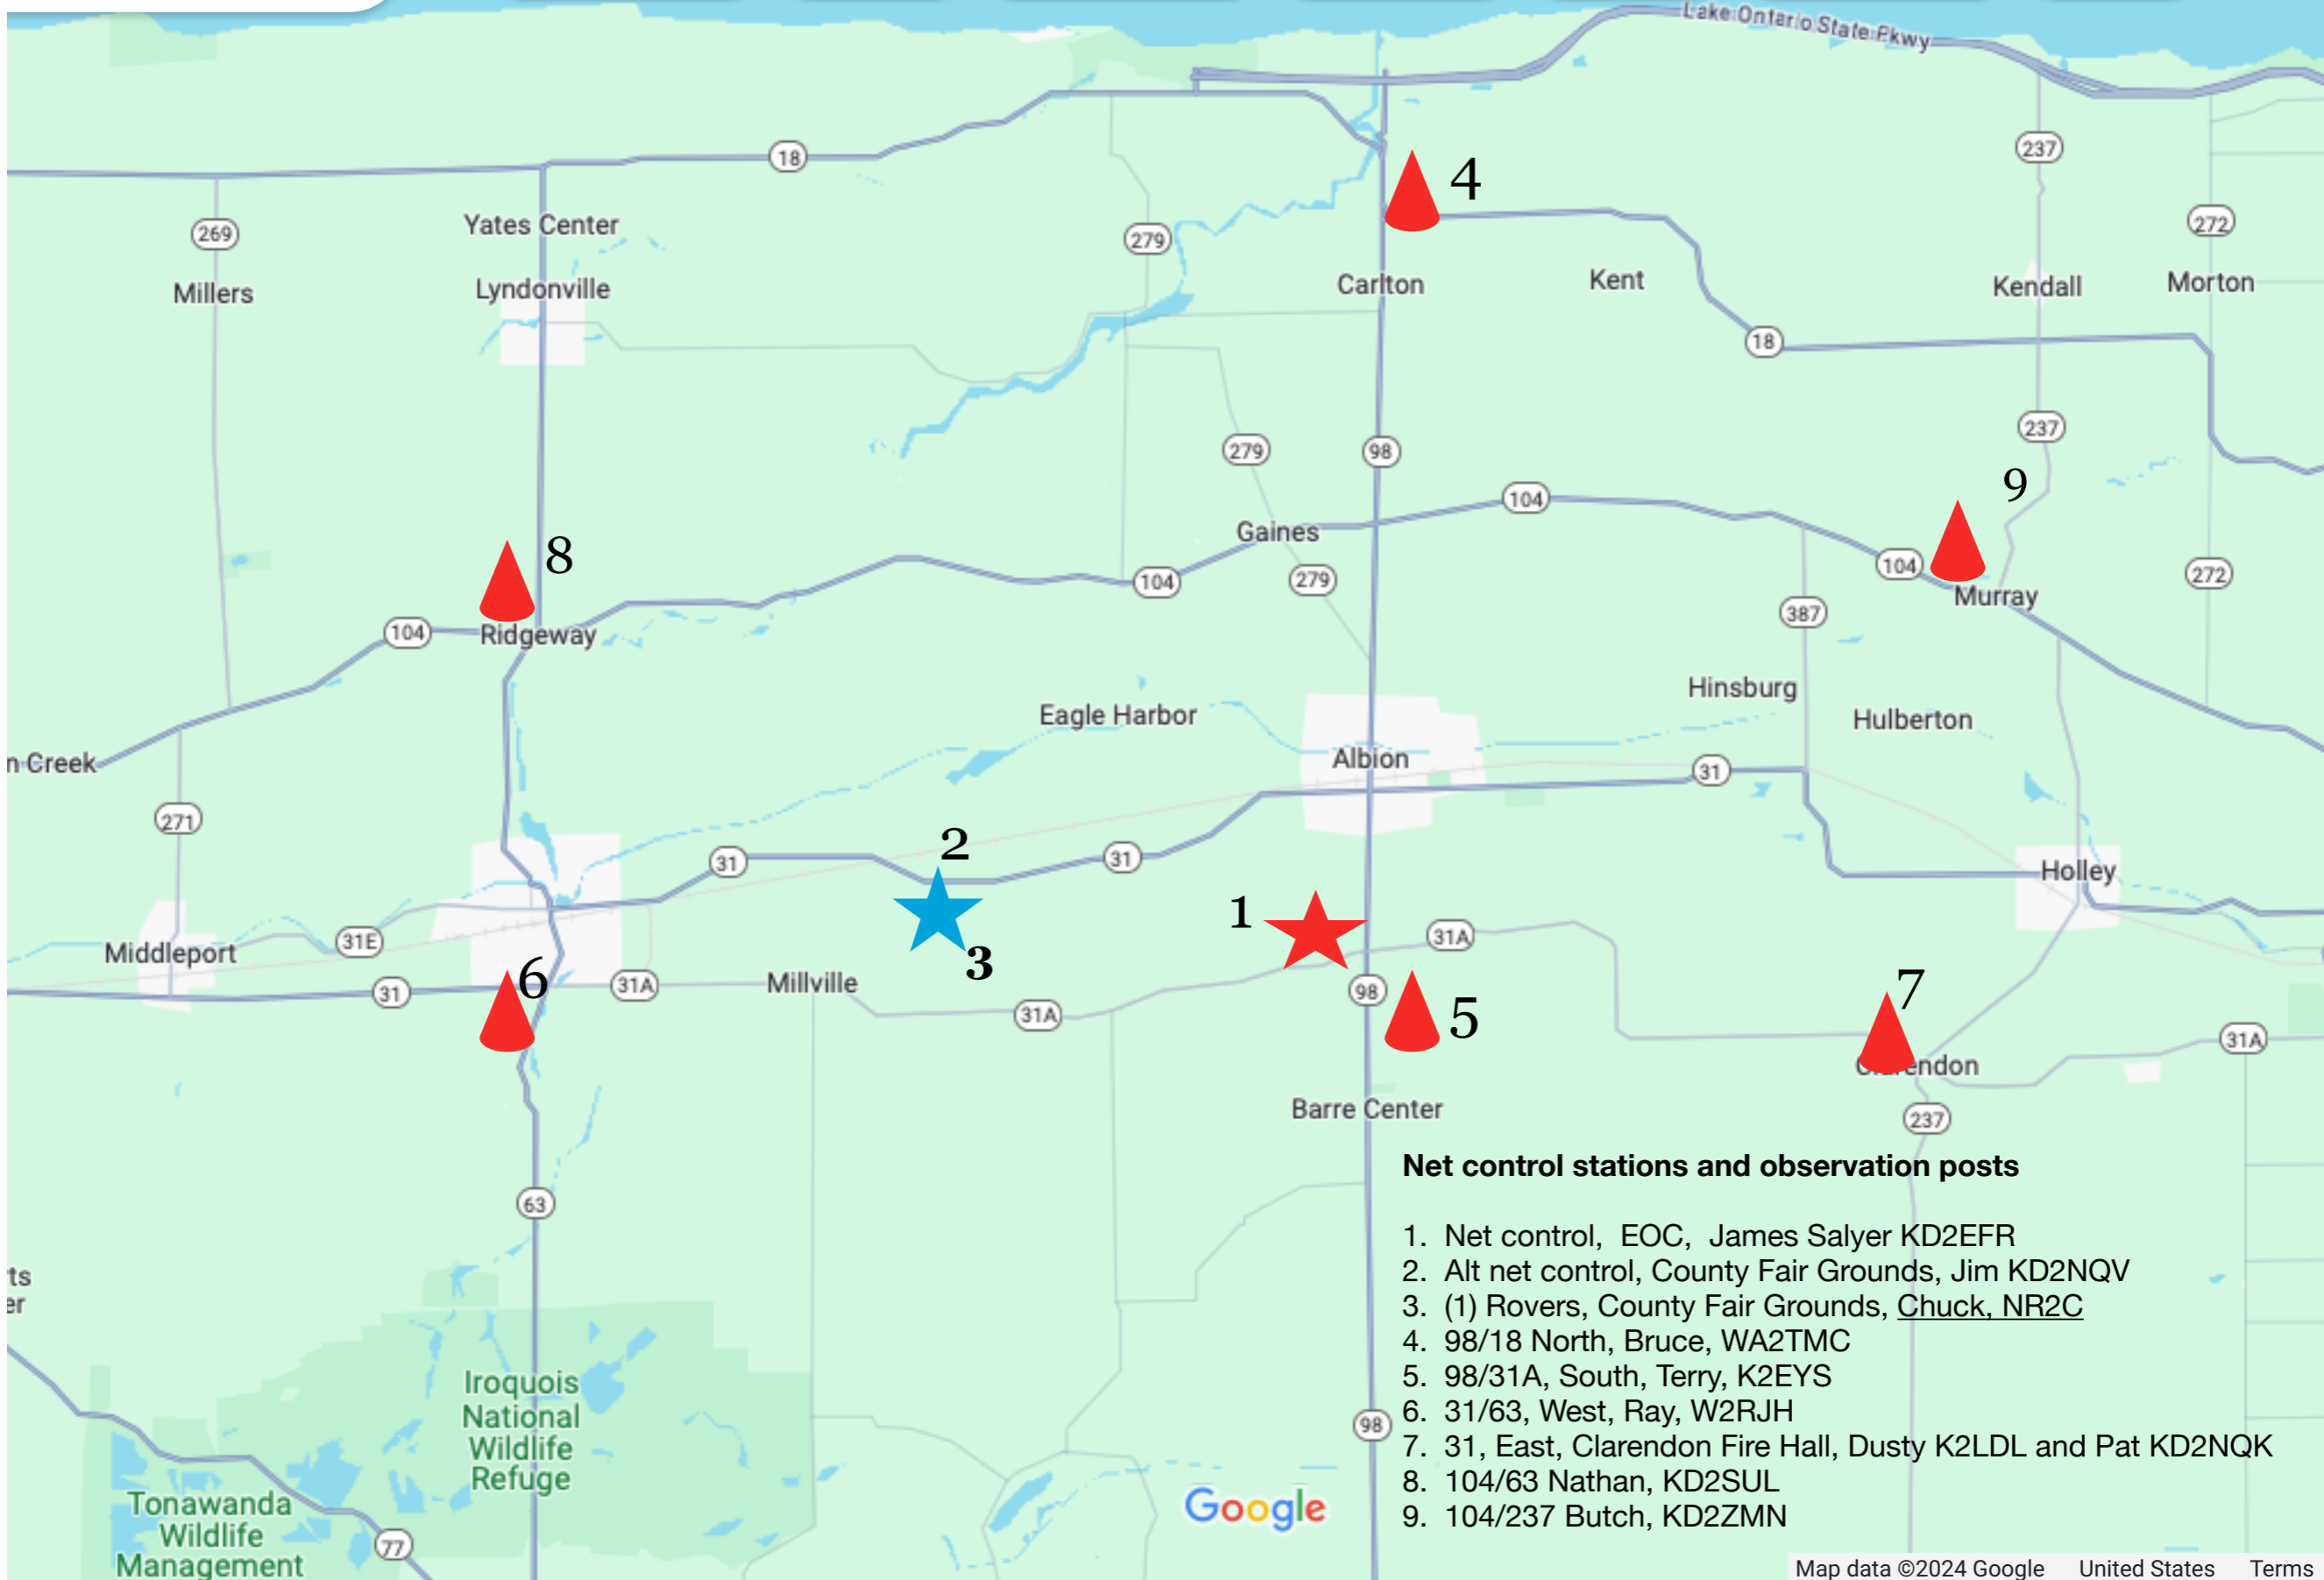 Lake Ontario State Pkwy
18
237
4
269
Yates Center
279
272
Millers
Lyndonville
Carlton
Kent
Kendall
Morton
18
237
279
98
9
104
8
Gaines
104
279
104
272
104
Ridgeway
Murray
387
Hinsburg
Eagle Harbor
Hulberton
n Creek
Albion
31
271
2
31
31
Holley
1
31A
Middleport
31E
3
6
31
31A
Millville
98
7
31A
5
31A
Clarendon
Barre Center
237
Net control stations and observation posts
63
1. Net control, EOC, James Salyer KD2EFR
2. Alt net control, County Fair Grounds, Jim KD2NQV
3. (1) Rovers, County Fair Grounds, Chuck, NR2C
4. 98/18 North, Bruce, WA2TMC
5. 98/31A, South, Terry, K2EYS
6. 31/63, West, Ray, W2RJH
7. 31, East, Clarendon Fire Hall, Dusty K2LDL and Pat KD2NQK
8. 104/63 Nathan, KD2SUL
9. 104/237 Butch, KD2ZMN
ts
er
Iroquois
National
Wildlife
Refuge
98
Tonawanda
Wildlife
Management
77
Google
Map data ©2024 Google United States Terms